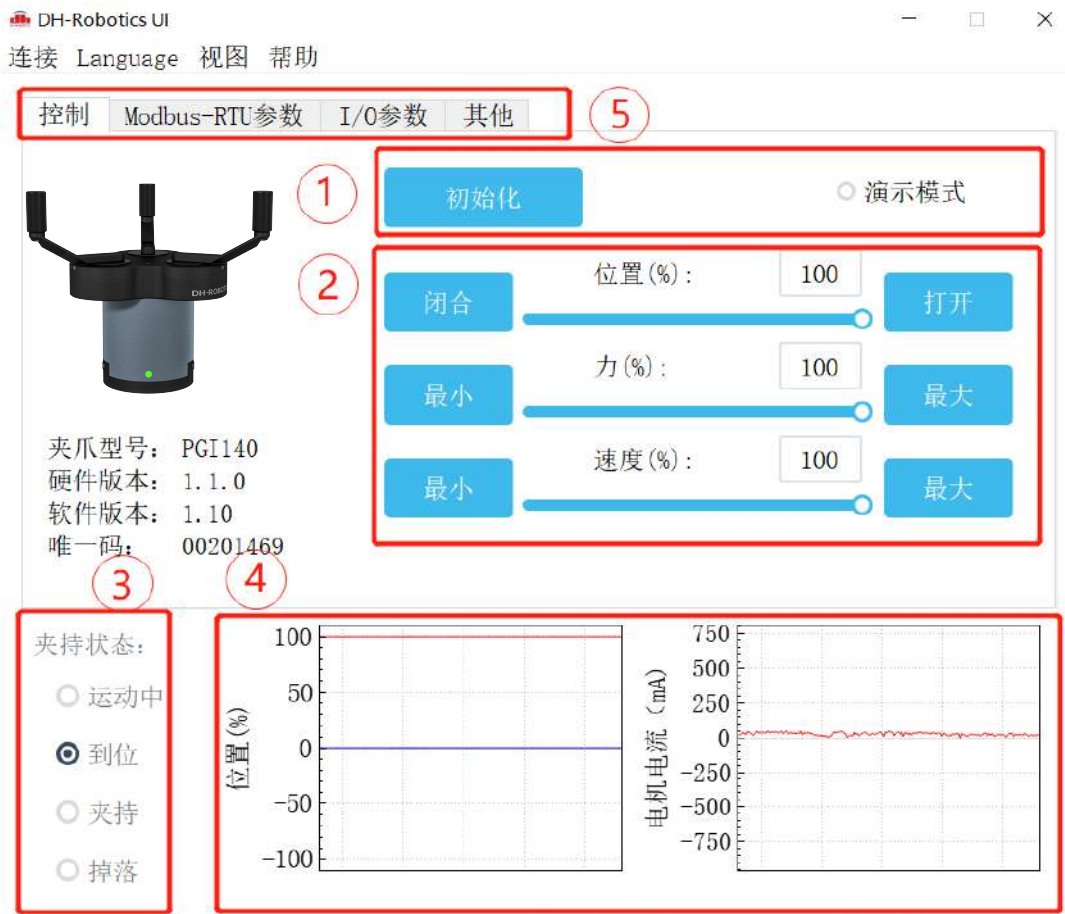 DH-Robotics UI
连接 Language 视图 帮助
控制 Modbus-RTU参数 I/O参数 其他
⑤
①
初始化
演示模式
②
位置(%): 100
闭合 打开
力(%): 100
最小 最大
速度(%): 100
最小 最大
夹爪型号: PGI140
硬件版本: 1.1.0
软件版本: 1.10
唯一码: 00201469
③
④
夹持状态:
运动中
到位
夹持
掉落
位置(%)
100
50
0
-50
-100
电机电流 (mA)
750
500
250
0
-250
-500
-750